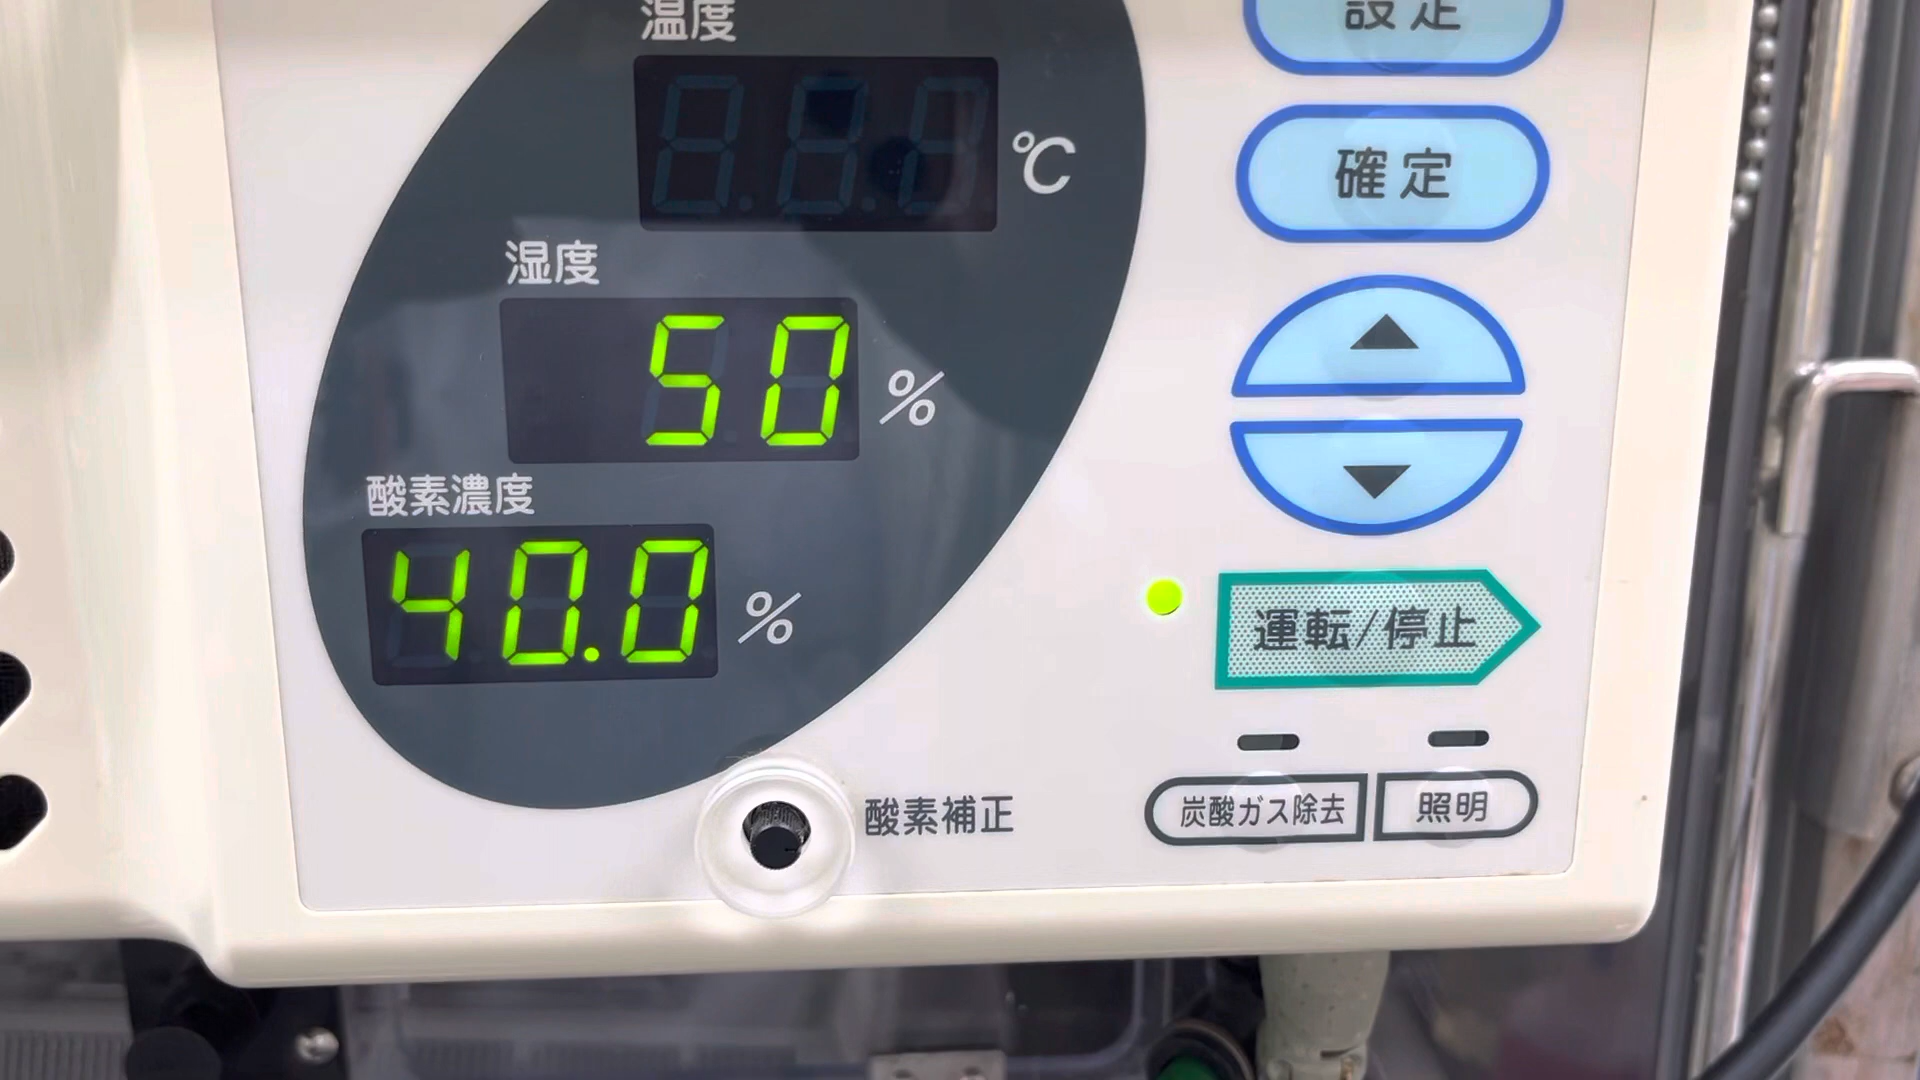 温度
℃
設定
確定
湿度
50 %
酸素濃度
40.0 %
運転/停止
酸素補正
炭酸ガス除去
照明